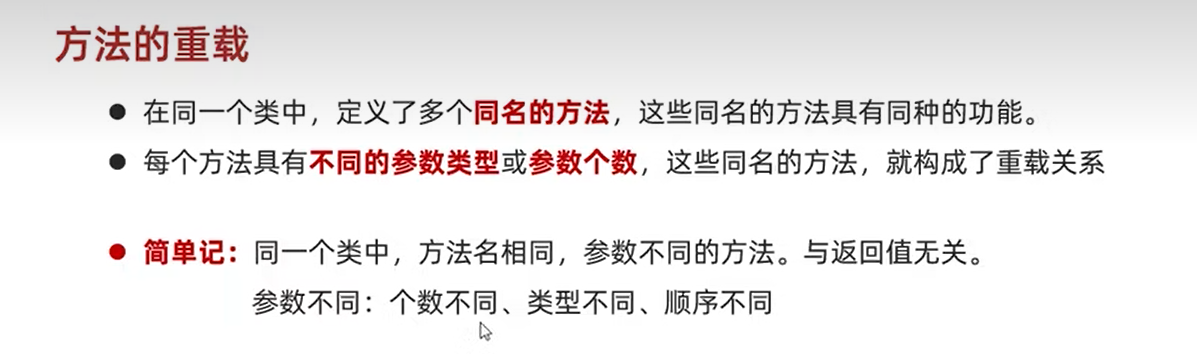 方法的重载
● 在同一个类中，定义了多个同名的方法，这些同名的方法具有同种的功能。
● 每个方法具有不同的参数类型或参数个数，这些同名的方法，就构成了重载关系
● 简单记：同一个类中，方法名相同，参数不同的方法。与返回值无关。
参数不同：个数不同、类型不同、顺序不同